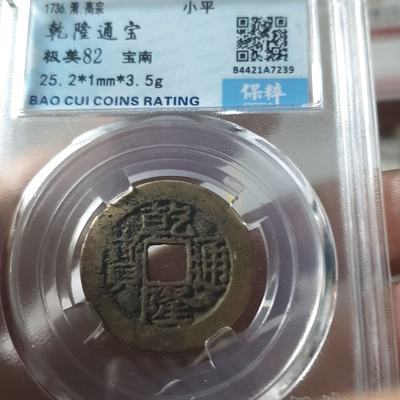 1736.清.高宗 小平
乾隆通宝
极美82 宝南
25.2*1mm*3.5g
BAO CUI COINS RATING
B4421A7239
保粹
乾隆通寶